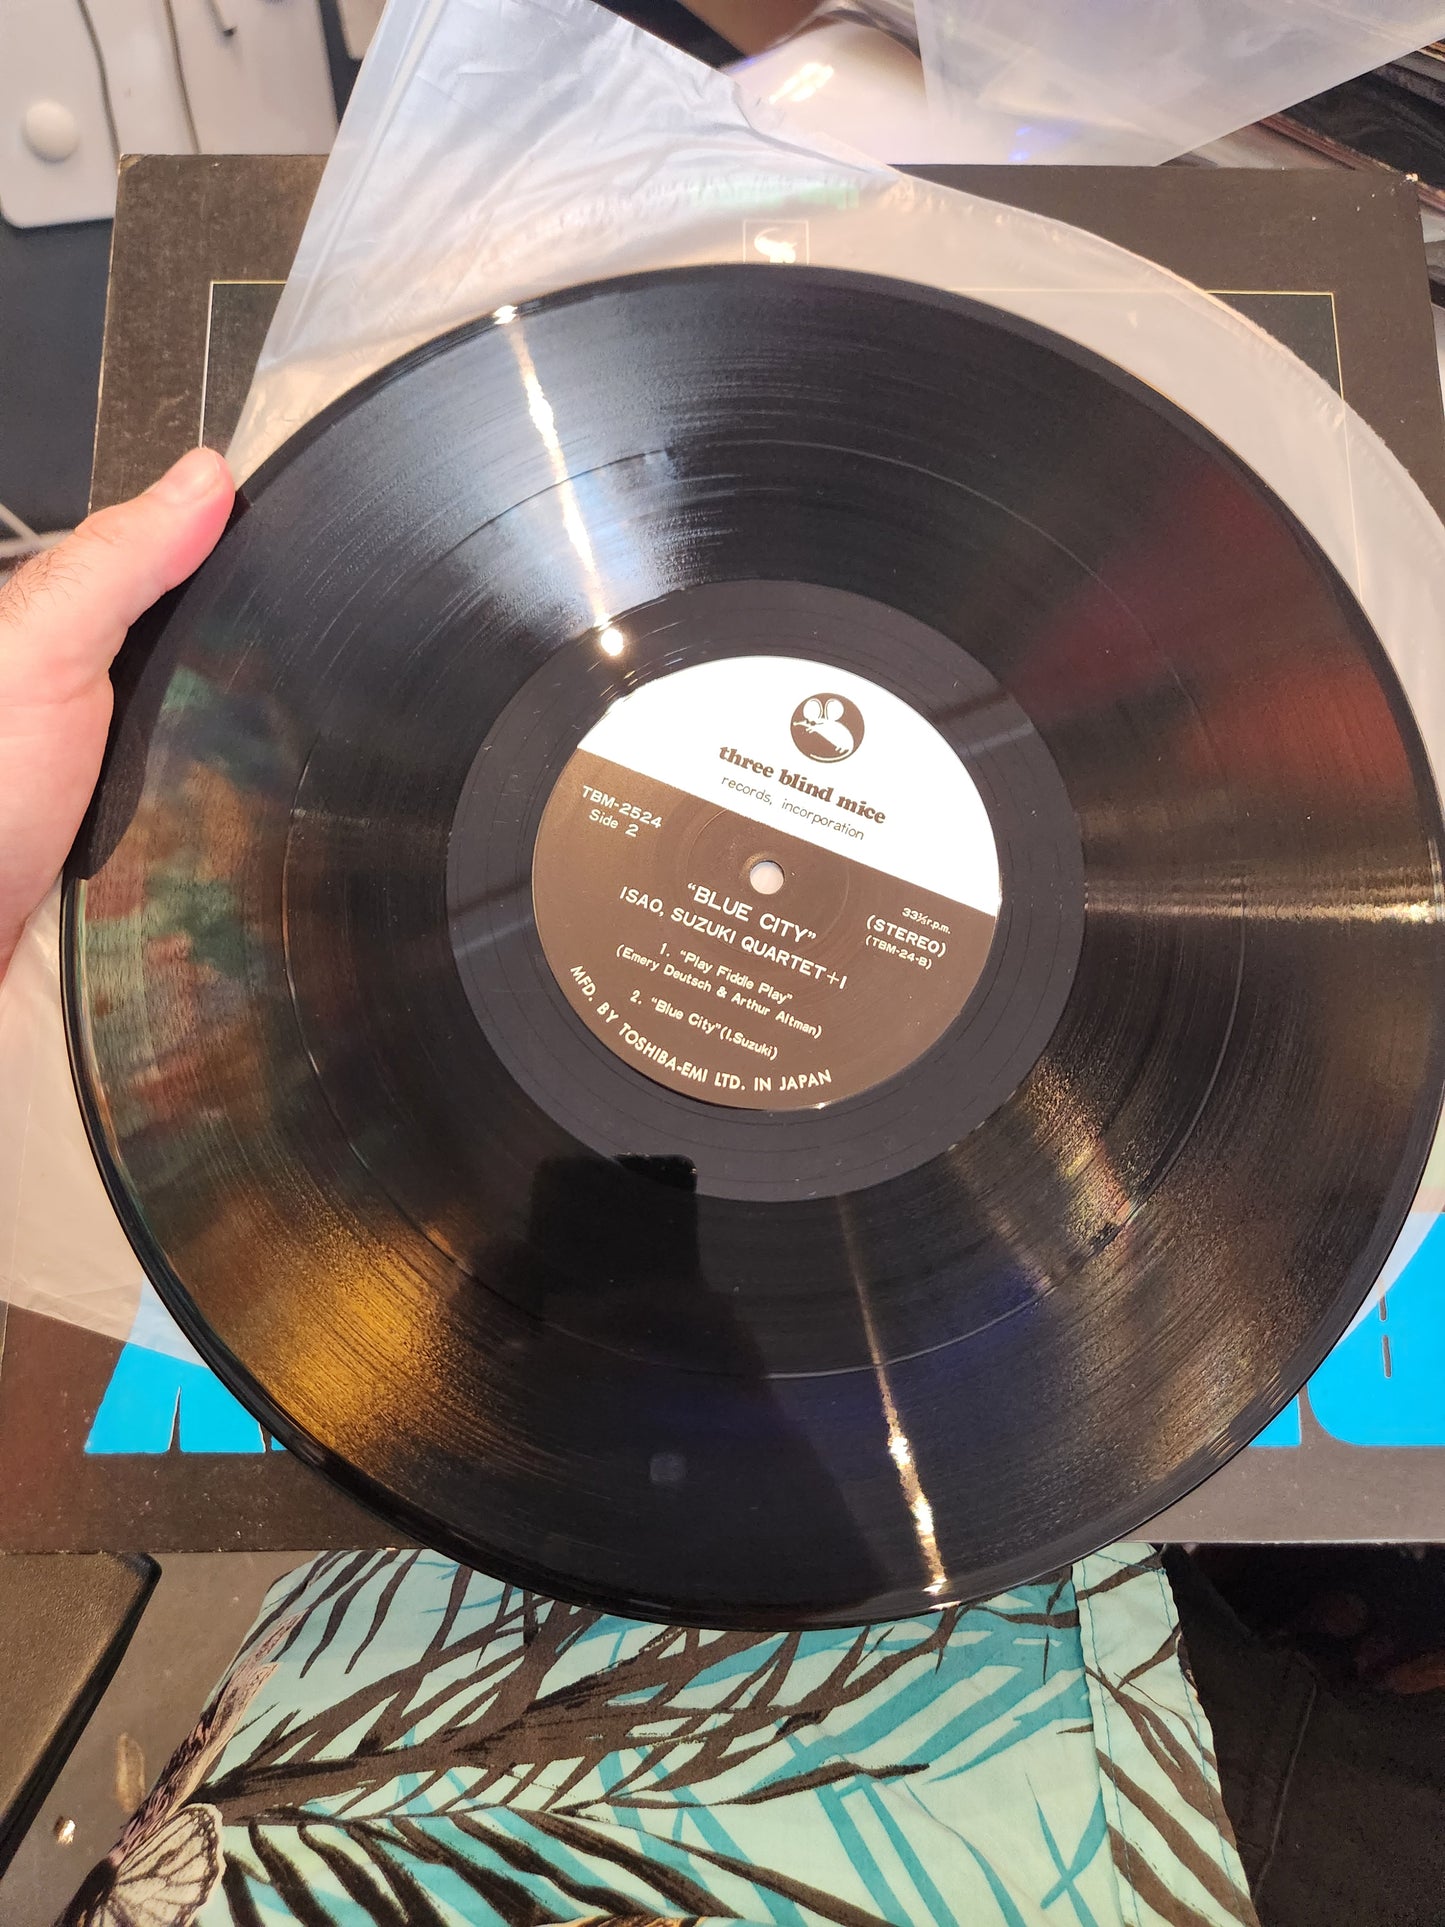 three blind mice
records, incorporation
TBM-2524
Side 2
"BLUE CITY"
ISAO, SUZUKI QUARTET+1
33⅓r.p.m.
(STEREO)
(TBM-24-B)
1. "Play Fiddle Play"
(Emery Deutsch & Arthur Altman)
2. "Blue City"(I.Suzuki)
MFD. BY TOSHIBA-EMI LTD. IN JAPAN